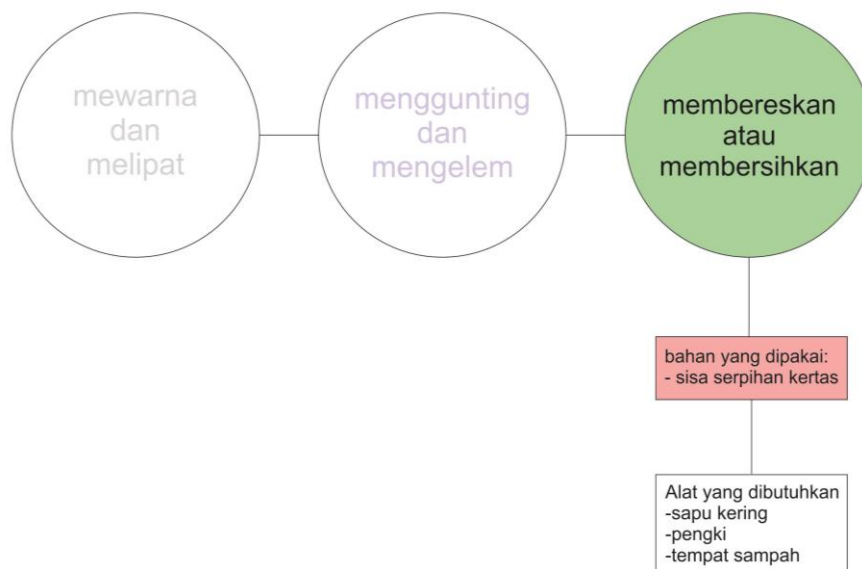 mewarna
dan
melipat
menggunting
dan
mengelem
membereskan
atau
membersihkan
bahan yang dipakai:
- sisa serpihan kertas
Alat yang dibutuhkan
-sapu kering
-pengki
-tempat sampah